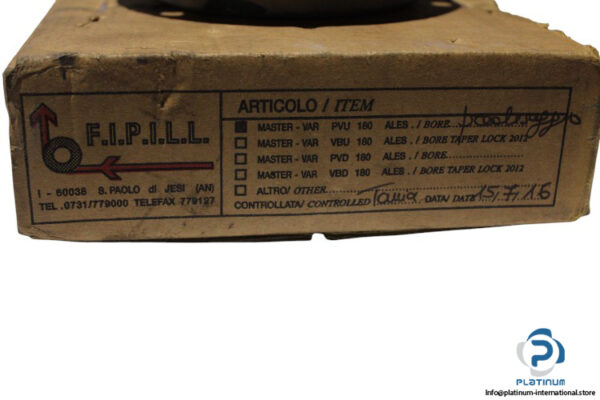 F.I.P.I.L.L.
I - 60038 S. PAOLO di JESI (AN)
TEL. 0731/779000 TELEFAX 779127
ARTICOLO / ITEM
MASTER - VAR PVU 180 ALES. / BORE
MASTER - VAR VBU 180 ALES. / BORE TAPER LOCK 2012
MASTER - VAR PVD 180 ALES. / BORE
MASTER - VAR VBD 180 ALES. / BORE TAPER LOCK 2012
ALTRO/ OTHER
CONTROLLATA/ CONTROLLED DATA/ DATE 15.7.16
PLATINUM
Info@platinum-international.store